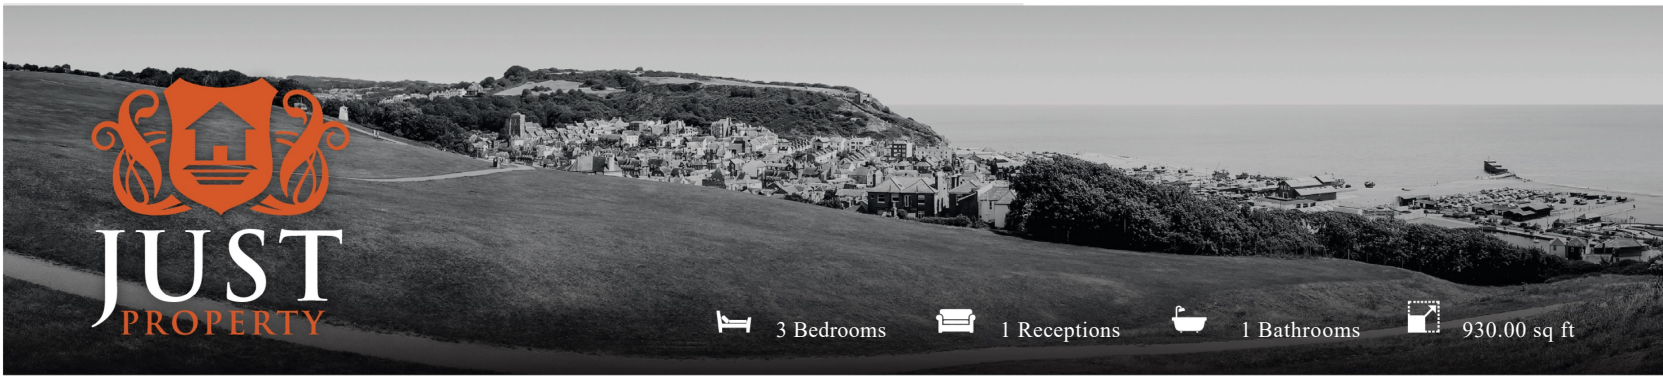 JUST
PROPERTY
3 Bedrooms
1 Receptions
1 Bathrooms
930.00 sq ft